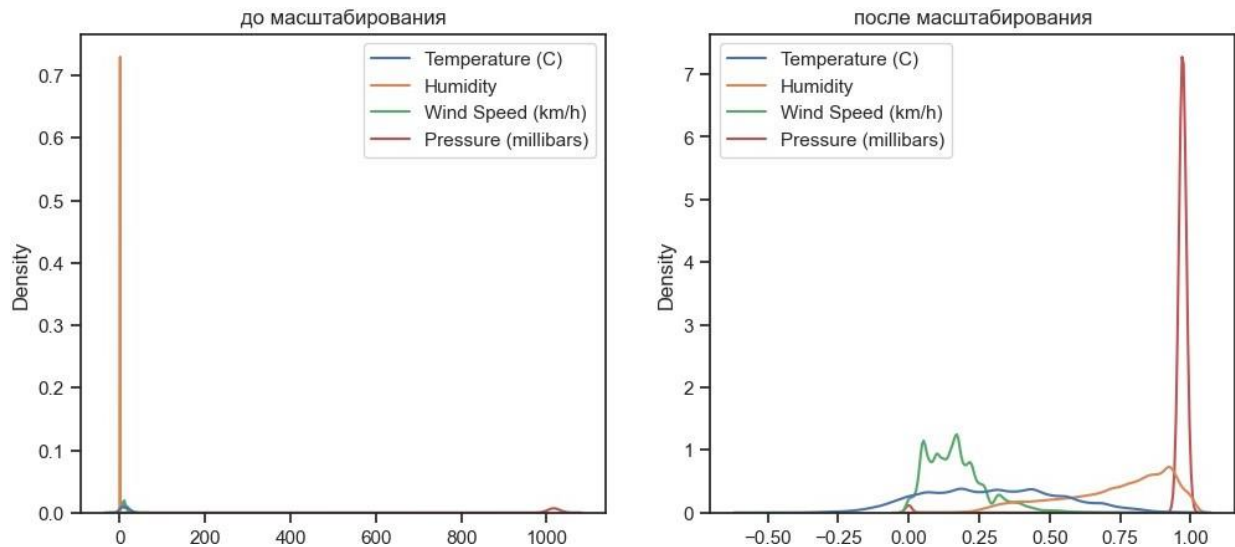 до масштабирования
Density
0.7
0.6
0.5
0.4
0.3
0.2
0.1
0.0
0 200 400 600 800 1000
Temperature (C)
Humidity
Wind Speed (km/h)
Pressure (millibars)
после масштабирования
Density
7
6
5
4
3
2
1
0
−0.50 −0.25 0.00 0.25 0.50 0.75 1.00
Temperature (C)
Humidity
Wind Speed (km/h)
Pressure (millibars)